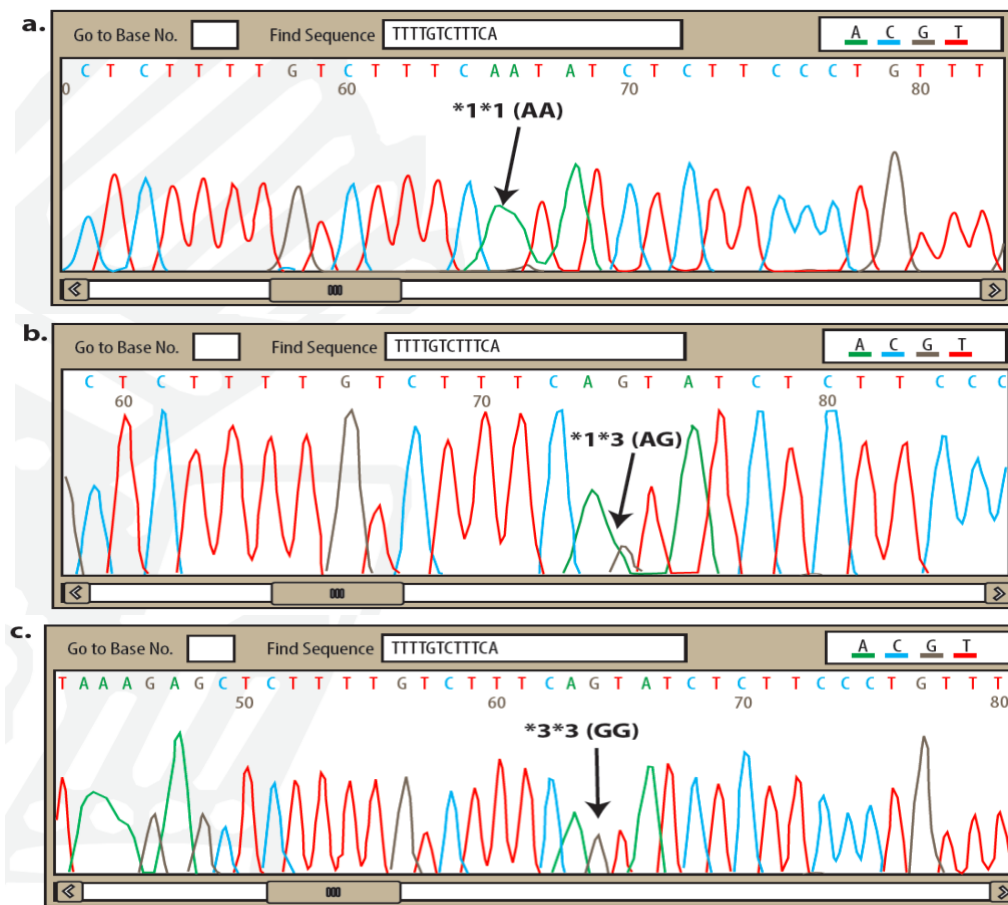 a.
Go to Base No. Find Sequence TTTTGTCTTTCA A C G T
C T C T T T T G T C T T T C A A T A T C T C T T C C C T G T T T
0 60 70 80
*1*1 (AA)
b.
Go to Base No. Find Sequence TTTTGTCTTTCA A C G T
C T C T T T T G T C T T T C A G T A T C T C T T C C C
60 70 80
*1*3 (AG)
c.
Go to Base No. Find Sequence TTTTGTCTTTCA A C G T
T A A A G A G C T C T T T T G T C T T T C A G T A T C T C T T C C C T G T T T
50 60 70 80
*3*3 (GG)